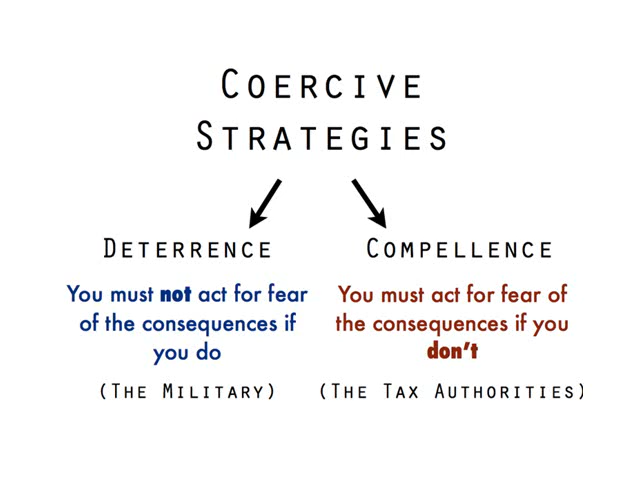 COERCIVE
STRATEGIES
DETERRENCE
You must not act for fear
of the consequences if
you do
(THE MILITARY)
COMPELLENCE
You must act for fear of
the consequences if you
don't
(THE TAX AUTHORITIES)